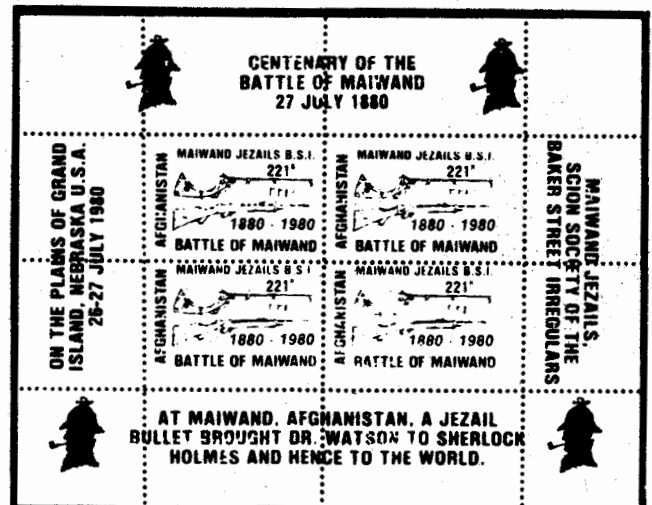 CENTENARY OF THE
BATTLE OF MAIWAND
27 JULY 1880
ON THE PLAINS OF GRAND
ISLAND, NEBRASKA U.S.A.
26-27 JULY 1980
AFGHANISTAN
MAIWAND JEZAILS B.S.I.
221ᴮ
1880 - 1980
BATTLE OF MAIWAND
AFGHANISTAN
MAIWAND JEZAILS B.S.I.
221ᴮ
1880 - 1980
BATTLE OF MAIWAND
AFGHANISTAN
MAIWAND JEZAILS B S I
221ᴮ
1880 - 1980
BATTLE OF MAIWAND
AFGHANISTAN
MAIWAND JEZAILS B.S.I.
221ᴮ
1880 - 1980
BATTLE OF MAIWAND
MAIWAND JEZAILS,
SCION SOCIETY OF THE
BAKER STREET IRREGULARS
AT MAIWAND, AFGHANISTAN, A JEZAIL
BULLET BROUGHT DR. WATSON TO SHERLOCK
HOLMES AND HENCE TO THE WORLD.